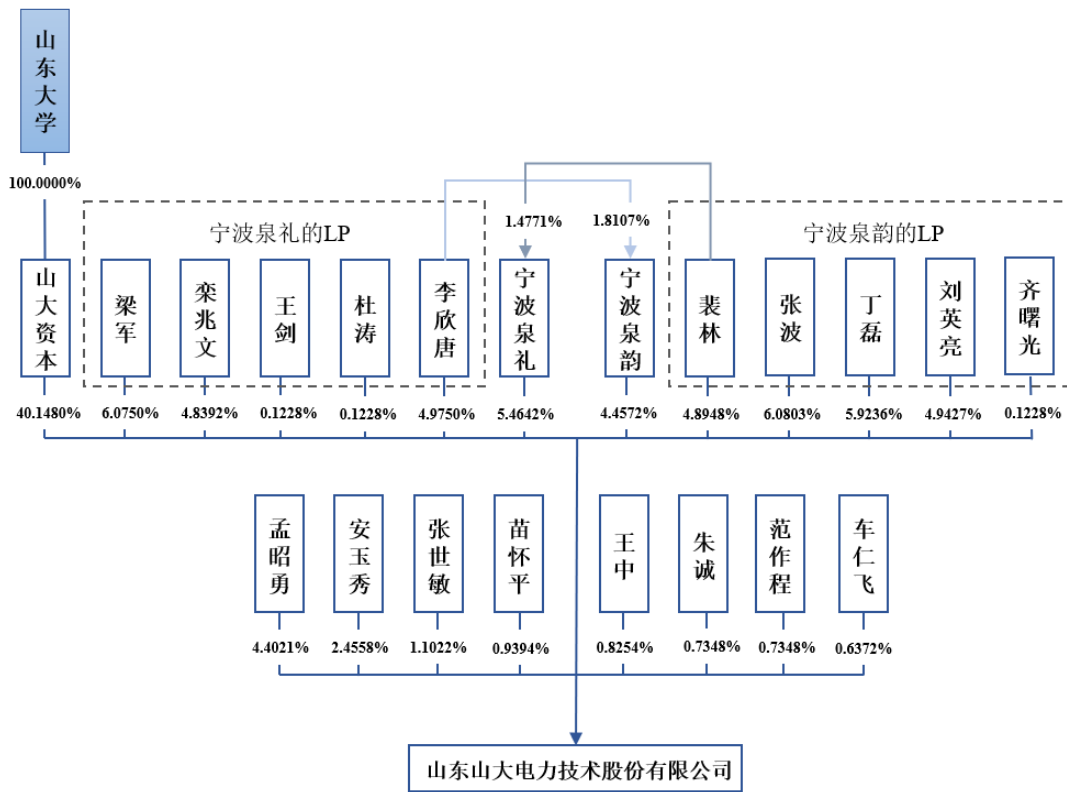 山东大学
100.0000%
1.4771%
1.8107%
宁波泉礼的LP
宁波泉韵的LP
山大资本
梁军
栾兆文
王剑
杜涛
李欣唐
宁波泉礼
宁波泉韵
裴林
张波
丁磊
刘英亮
齐曙光
40.1480%
6.0750%
4.8392%
0.1228%
0.1228%
4.9750%
5.4642%
4.4572%
4.8948%
6.0803%
5.9236%
4.9427%
0.1228%
孟昭勇
安玉秀
张世敏
苗怀平
王中
朱诚
范作程
车仁飞
4.4021%
2.4558%
1.1022%
0.9394%
0.8254%
0.7348%
0.7348%
0.6372%
山东山大电力技术股份有限公司